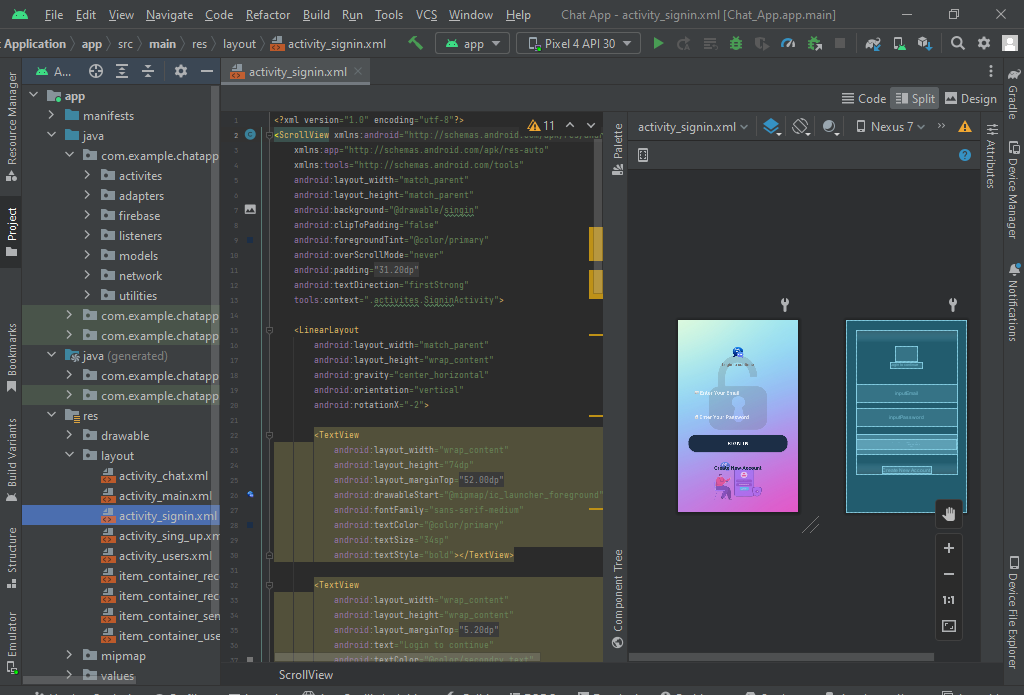 File Edit View Navigate Code Refactor Build Run Tools VCS Window Help Chat App - activity_signin.xml [Chat_App.app.main]
Application app src main res layout activity_signin.xml app Pixel 4 API 30
A... activity_signin.xml
Code Split Design
Resource Manager
Project
Bookmarks
Build Variants
Structure
Emulator
app
manifests
java
com.example.chatapp
activites
adapters
firebase
listeners
models
network
utilities
com.example.chatapp
com.example.chatapp
java (generated)
com.example.chatapp
com.example.chatapp
res
drawable
layout
activity_chat.xml
activity_main.xml
activity_signin.xml
activity_sing_up.xm
activity_users.xml
item_container_rec
item_container_rec
item_container_sen
item_container_use
mipmap
values
11
1 <?xml version="1.0" encoding="utf-8"?>
2 <ScrollView xmlns:android="http://schemas.android.com/apk/res/and
xmlns:app="http://schemas.android.com/apk/res-auto"
4 xmlns:tools="http://schemas.android.com/tools"
5 android:layout_width="match_parent"
6 android:layout_height="match_parent"
7 android:background="@drawable/singin"
8 android:clipToPadding="false"
9 android:foregroundTint="@color/primary"
10 android:overScrollMode="never"
11 android:padding="31.20dp"
12 android:textDirection="firstStrong"
13 tools:context=".activites.SigninActivity">
14
15 <LinearLayout
16 android:layout_width="match_parent"
17 android:layout_height="wrap_content"
18 android:gravity="center_horizontal"
19 android:orientation="vertical"
20 android:rotationX="-2">
21
22 <TextView
23 android:layout_width="wrap_content"
24 android:layout_height="74dp"
25 android:layout_marginTop="52.00dp"
26 android:drawableStart="@mipmap/ic_launcher_foreground"
27 android:fontFamily="sans-serif-medium"
28 android:textColor="@color/primary"
29 android:textSize="34sp"
30 android:textStyle="bold"></TextView>
31
32 <TextView
33 android:layout_width="wrap_content"
34 android:layout_height="wrap_content"
35 android:layout_marginTop="5.20dp"
36 android:text="Login to continue"
37 android:textColor="@color/secondry_text"
ScrollView
Palette
Component Tree
activity_signin.xml Nexus 7
Enter Your Email
Enter Your Password
SIGN IN
Create New Account
inputEmail
inputPassword
Create New Account
1:1
Attributes
Gradle
Device Manager
Notifications
Device File Explorer